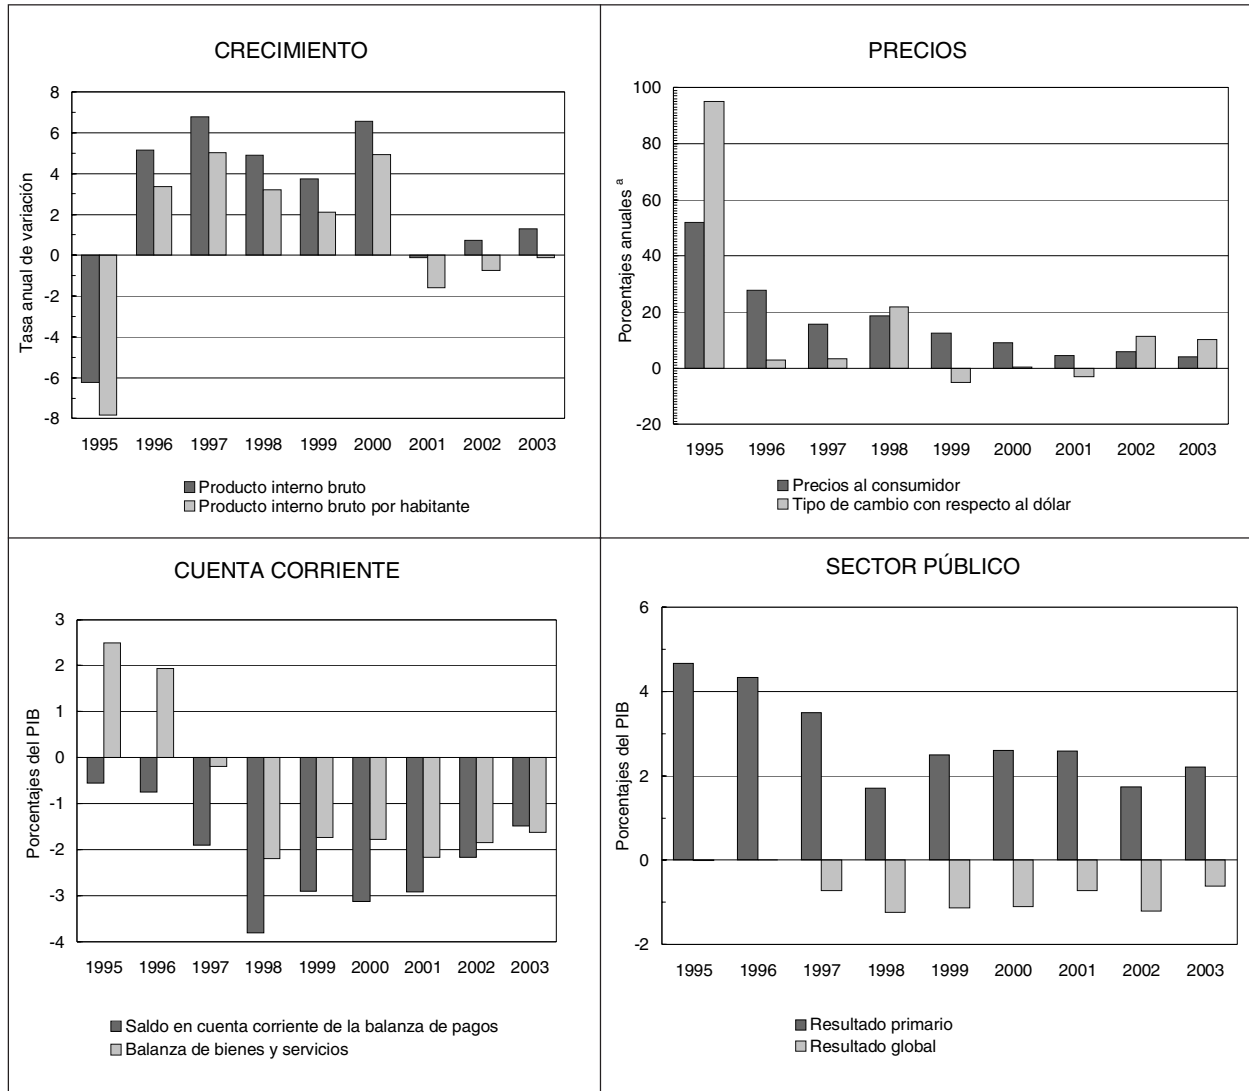 CRECIMIENTO
Tasa anual de variación
8
6
4
2
0
-2
-4
-6
-8
1995 1996 1997 1998 1999 2000 2001 2002 2003
Producto interno bruto
Producto interno bruto por habitante
PRECIOS
Porcentajes anuales a
100
80
60
40
20
0
-20
1995 1996 1997 1998 1999 2000 2001 2002 2003
Precios al consumidor
Tipo de cambio con respecto al dólar
CUENTA CORRIENTE
Porcentajes del PIB
3
2
1
0
-1
-2
-3
-4
1995 1996 1997 1998 1999 2000 2001 2002 2003
Saldo en cuenta corriente de la balanza de pagos
Balanza de bienes y servicios
SECTOR PÚBLICO
Porcentajes del PIB
6
4
2
0
-2
1995 1996 1997 1998 1999 2000 2001 2002 2003
Resultado primario
Resultado global